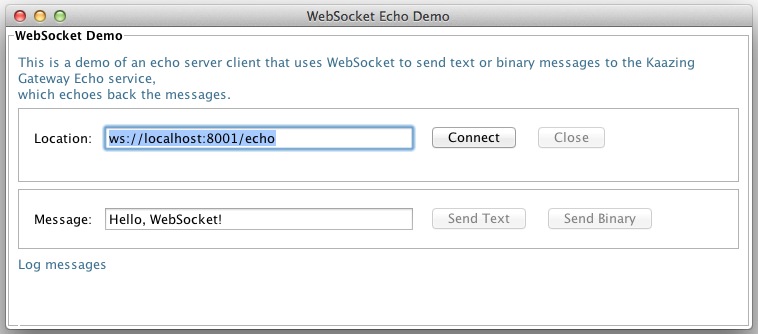 WebSocket Echo Demo
WebSocket Demo
This is a demo of an echo server client that uses WebSocket to send text or binary messages to the Kaazing
Gateway Echo service,
which echoes back the messages.
Location: ws://localhost:8001/echo Connect Close
Message: Hello, WebSocket! Send Text Send Binary
Log messages